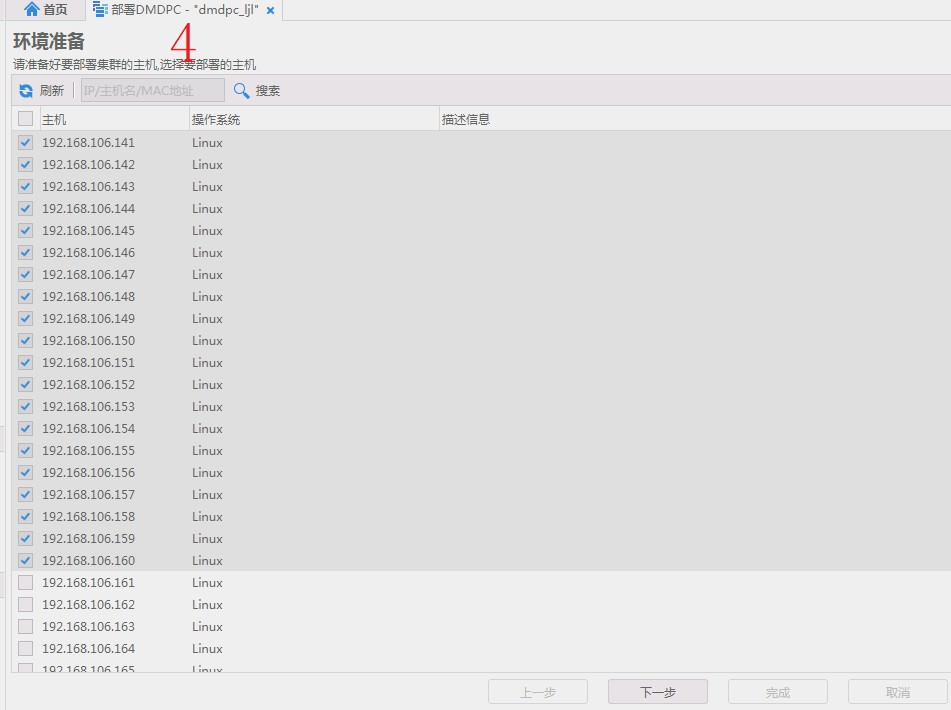 首页 部署DMDPC - "dmdpc_ljl" ×
4
环境准备
请准备好要部署集群的主机,选择要部署的主机
刷新 IP/主机名/MAC地址 搜索
主机 操作系统 描述信息
192.168.106.141 Linux
192.168.106.142 Linux
192.168.106.143 Linux
192.168.106.144 Linux
192.168.106.145 Linux
192.168.106.146 Linux
192.168.106.147 Linux
192.168.106.148 Linux
192.168.106.149 Linux
192.168.106.150 Linux
192.168.106.151 Linux
192.168.106.152 Linux
192.168.106.153 Linux
192.168.106.154 Linux
192.168.106.155 Linux
192.168.106.156 Linux
192.168.106.157 Linux
192.168.106.158 Linux
192.168.106.159 Linux
192.168.106.160 Linux
192.168.106.161 Linux
192.168.106.162 Linux
192.168.106.163 Linux
192.168.106.164 Linux
192.168.106.165 Linux
上一步 下一步 完成 取消